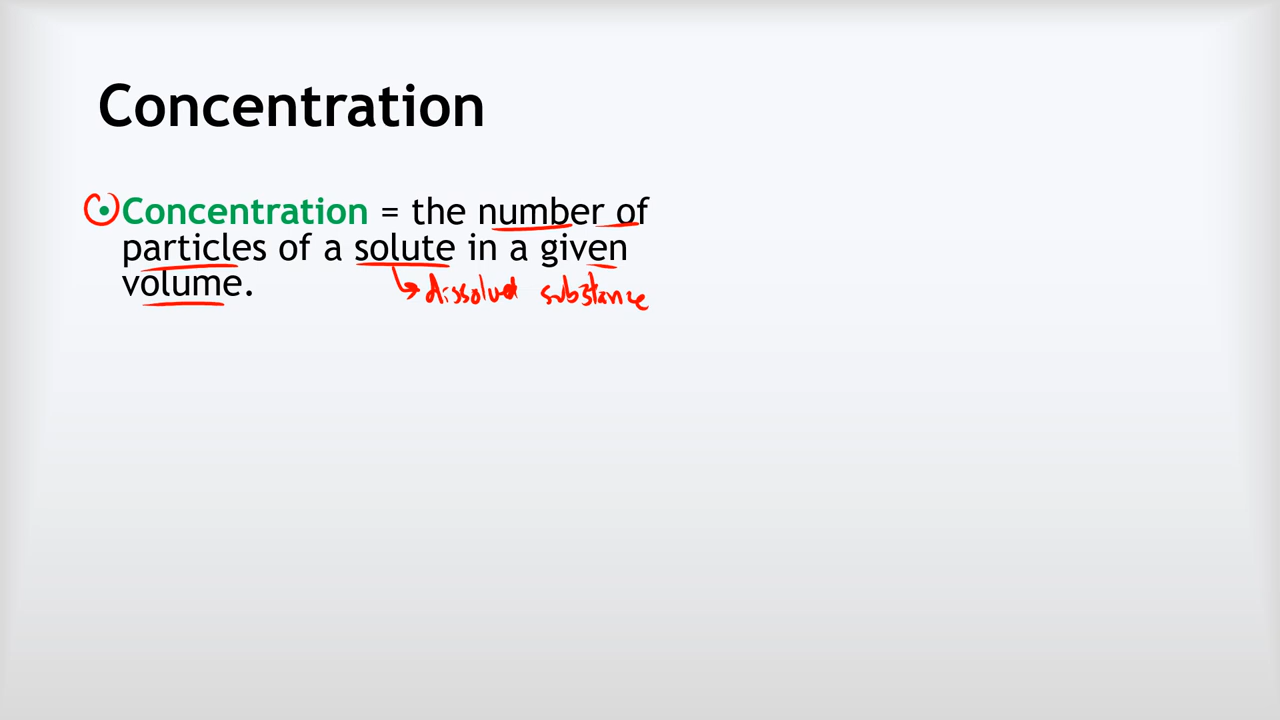 Concentration
• Concentration = the number of
particles of a solute in a given
volume.
dissolved substance